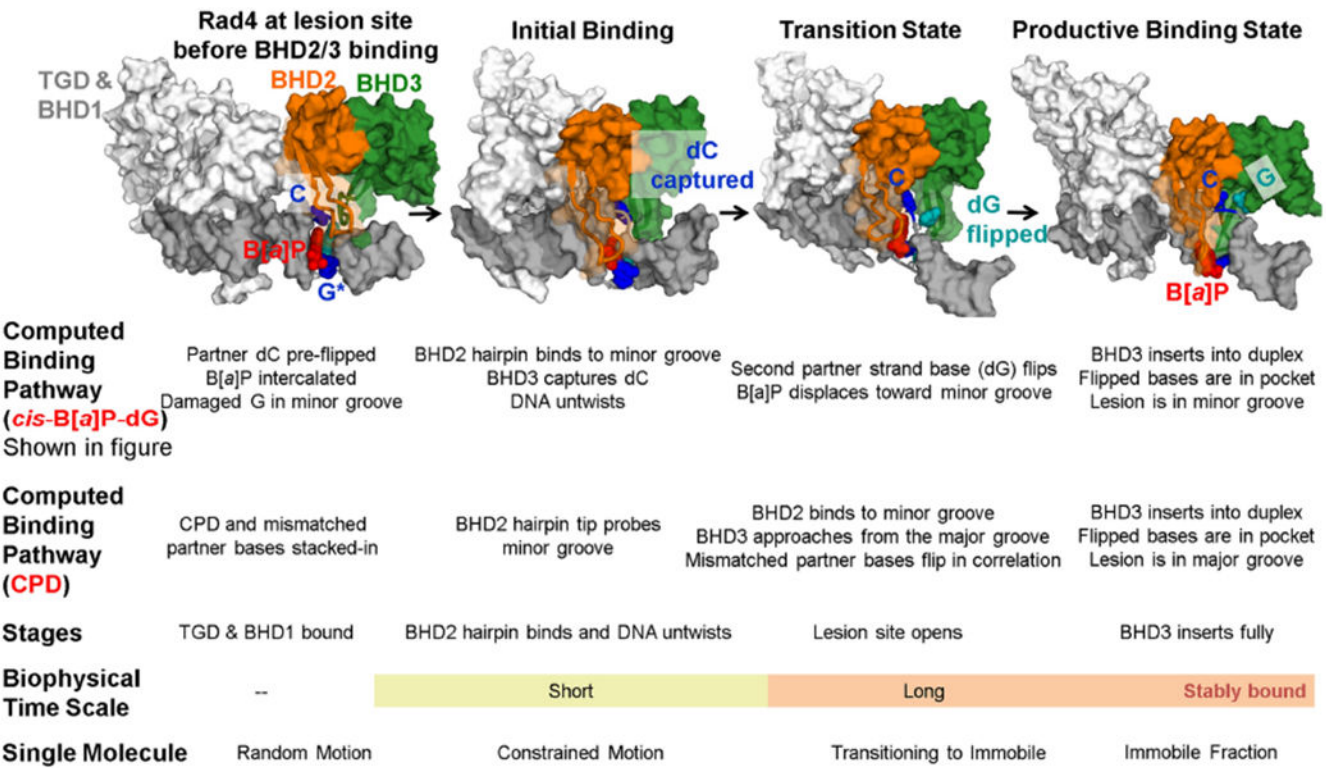 Rad4 at lesion site
before BHD2/3 binding
Initial Binding
Transition State
Productive Binding State
TGD &
BHD1
BHD2
BHD3
C
B[a]P
G*
dC
captured
C
dG
flipped
C
G
B[a]P
Computed
Binding
Pathway
(cis-B[a]P-dG)
Shown in figure
Partner dC pre-flipped
B[a]P intercalated
Damaged G in minor groove
BHD2 hairpin binds to minor groove
BHD3 captures dC
DNA untwists
Second partner strand base (dG) flips
B[a]P displaces toward minor groove
BHD3 inserts into duplex
Flipped bases are in pocket
Lesion is in minor groove
Computed
Binding
Pathway
(CPD)
CPD and mismatched
partner bases stacked-in
BHD2 hairpin tip probes
minor groove
BHD2 binds to minor groove
BHD3 approaches from the major groove
Mismatched partner bases flip in correlation
BHD3 inserts into duplex
Flipped bases are in pocket
Lesion is in major groove
Stages
TGD & BHD1 bound
BHD2 hairpin binds and DNA untwists
Lesion site opens
BHD3 inserts fully
Biophysical
Time Scale
--
Short
Long
Stably bound
Single Molecule
Random Motion
Constrained Motion
Transitioning to Immobile
Immobile Fraction